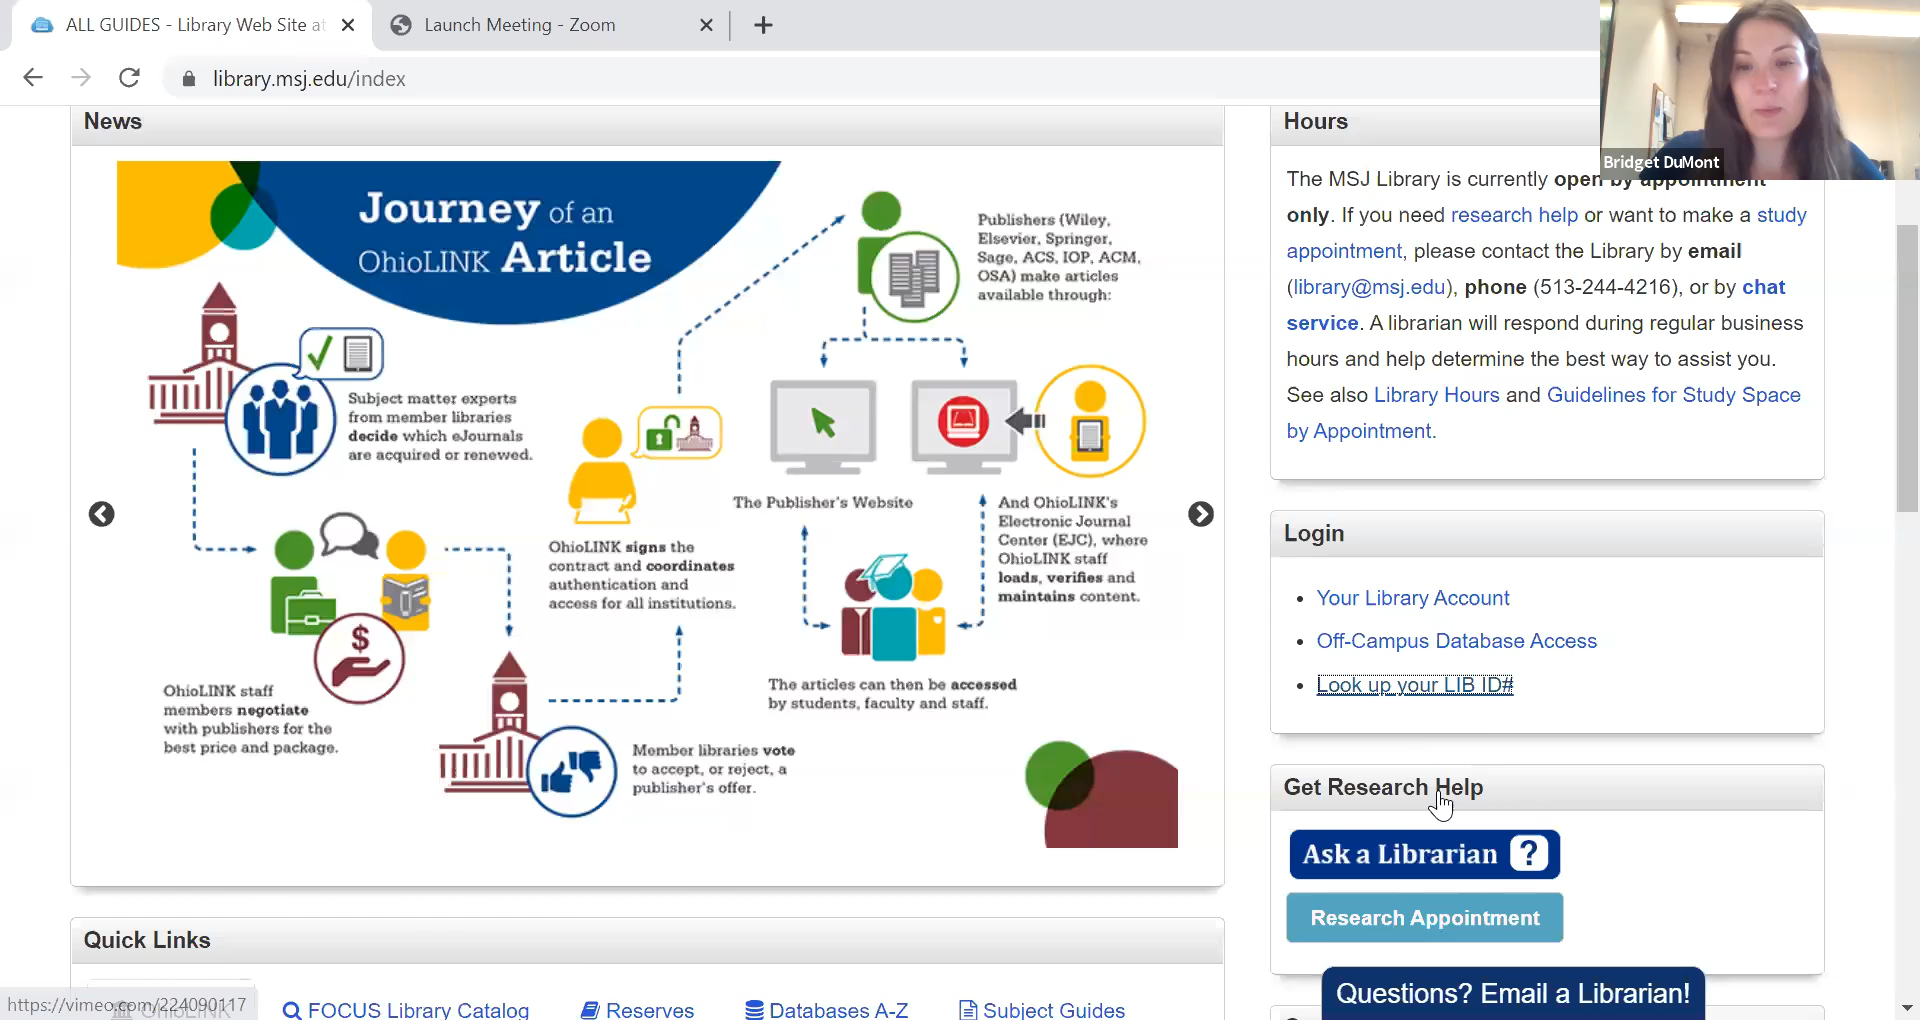 ALL GUIDES - Library Web Site at
Launch Meeting - Zoom
library.msj.edu/index
Bridget DuMont
News
Journey of an
OhioLINK Article
Subject matter experts
from member libraries
decide which eJournals
are acquired or renewed.
OhioLINK staff
members negotiate
with publishers for the
best price and package.
Member libraries vote
to accept, or reject, a
publisher's offer.
OhioLINK signs the
contract and coordinates
authentication and
access for all institutions.
Publishers (Wiley,
Elsevier, Springer,
Sage, ACS, IOP, ACM,
OSA) make articles
available through:
The Publisher's Website
And OhioLINK's
Electronic Journal
Center (EJC), where
OhioLINK staff
loads, verifies and
maintains content.
The articles can then be accessed
by students, faculty and staff.
$
Quick Links
OhioLINK
FOCUS Library Catalog
Reserves
Databases A-Z
Subject Guides
https://vimeo.com/224090117
Hours
The MSJ Library is currently open by appointment
only. If you need research help or want to make a study
appointment, please contact the Library by email
(library@msj.edu), phone (513-244-4216), or by chat
service. A librarian will respond during regular business
hours and help determine the best way to assist you.
See also Library Hours and Guidelines for Study Space
by Appointment.
Login
Your Library Account
Off-Campus Database Access
Look up your LIB ID#
Get Research Help
Ask a Librarian ?
Research Appointment
Questions? Email a Librarian!